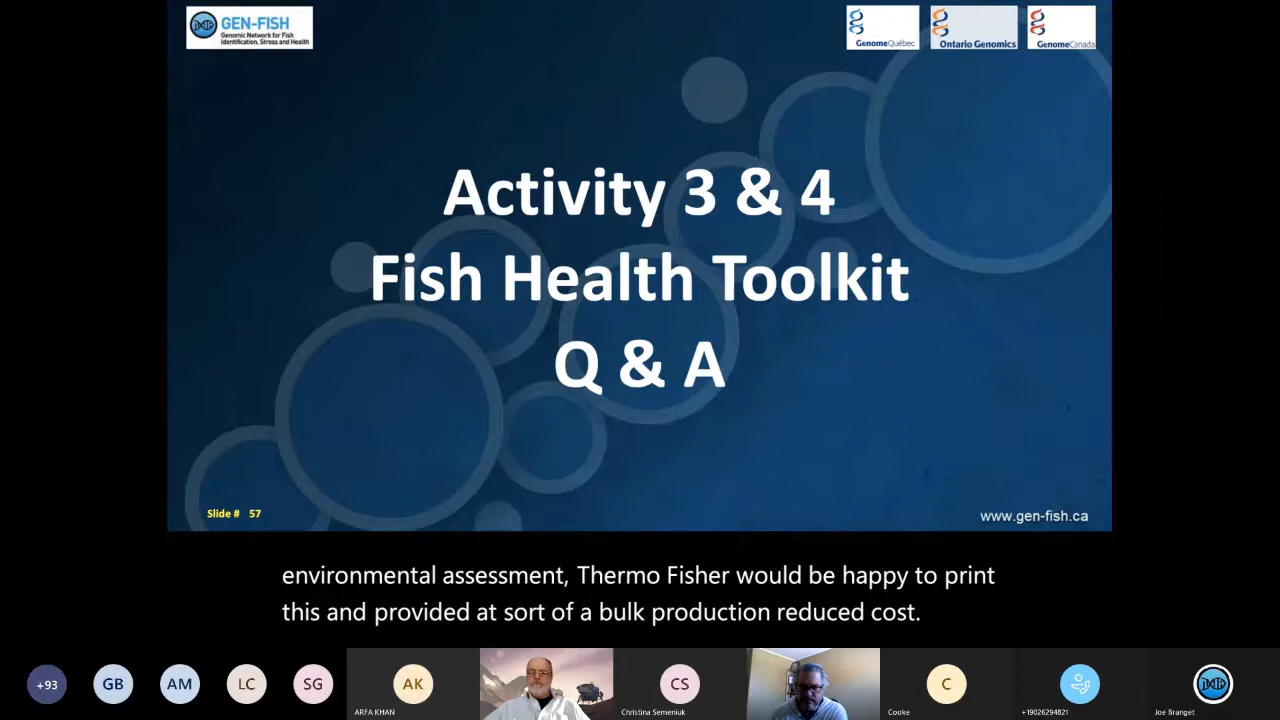 GEN-FISH
Genomic Network for Fish
Identification, Stress and Health
GenomeQuébec
Ontario Genomics
GenomeCanada
Activity 3 & 4
Fish Health Toolkit
Q & A
Slide # 57
www.gen-fish.ca
environmental assessment, Thermo Fisher would be happy to print
this and provided at sort of a bulk production reduced cost.
+93
GB
AM
LC
SG
AK
CS
C
ARFA KHAN
Christina Semeniuk
Cooke
+19026294821
Joe Branget